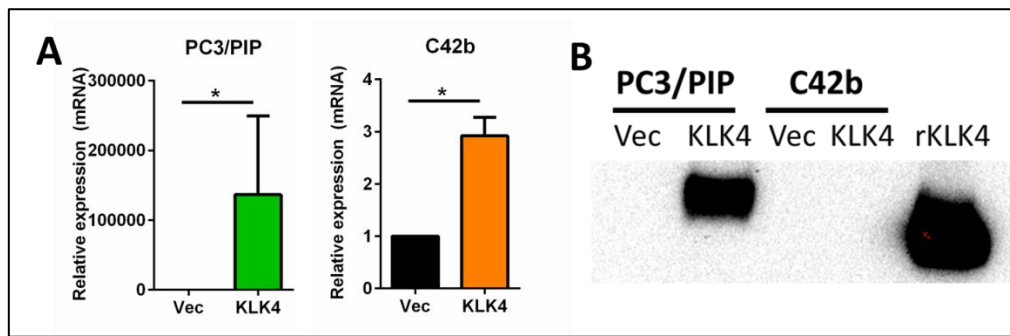 A
PC3/PIP
Relative expression (mRNA)
300000
200000
100000
0
*
Vec
KLK4
C42b
Relative expression (mRNA)
4
3
2
1
0
*
Vec
KLK4
B
PC3/PIP C42b
Vec KLK4 Vec KLK4 rKLK4